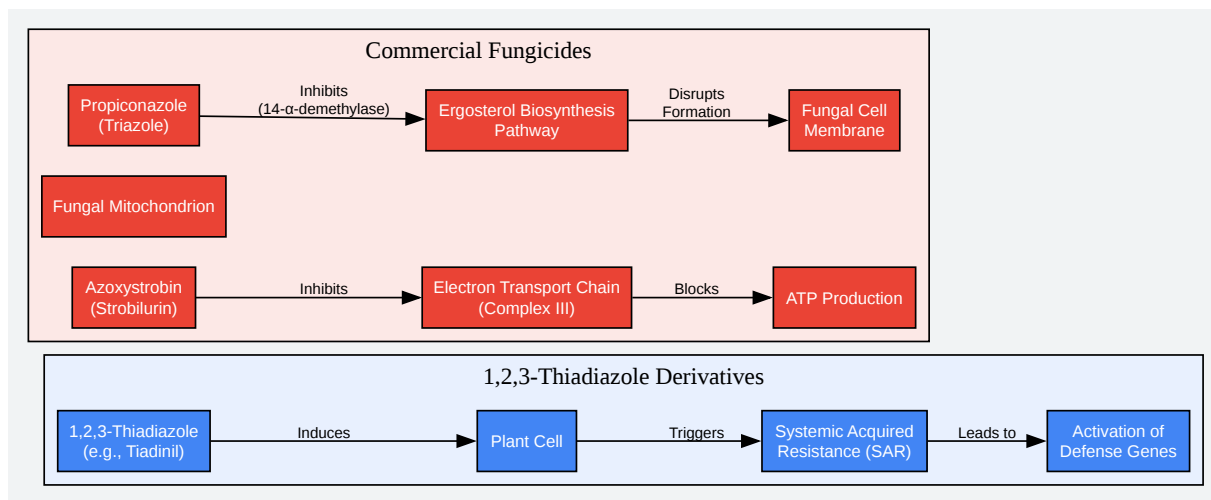 Commercial Fungicides
Propiconazole
(Triazole)
Inhibits
(14-α-demethylase)
Ergosterol Biosynthesis
Pathway
Disrupts
Formation
Fungal Cell
Membrane
Fungal Mitochondrion
Azoxystrobin
(Strobilurin)
Inhibits
Electron Transport Chain
(Complex III)
Blocks
ATP Production
1,2,3-Thiadiazole Derivatives
1,2,3-Thiadiazole
(e.g., Tiadinil)
Induces
Plant Cell
Triggers
Systemic Acquired
Resistance (SAR)
Leads to
Activation of
Defense Genes